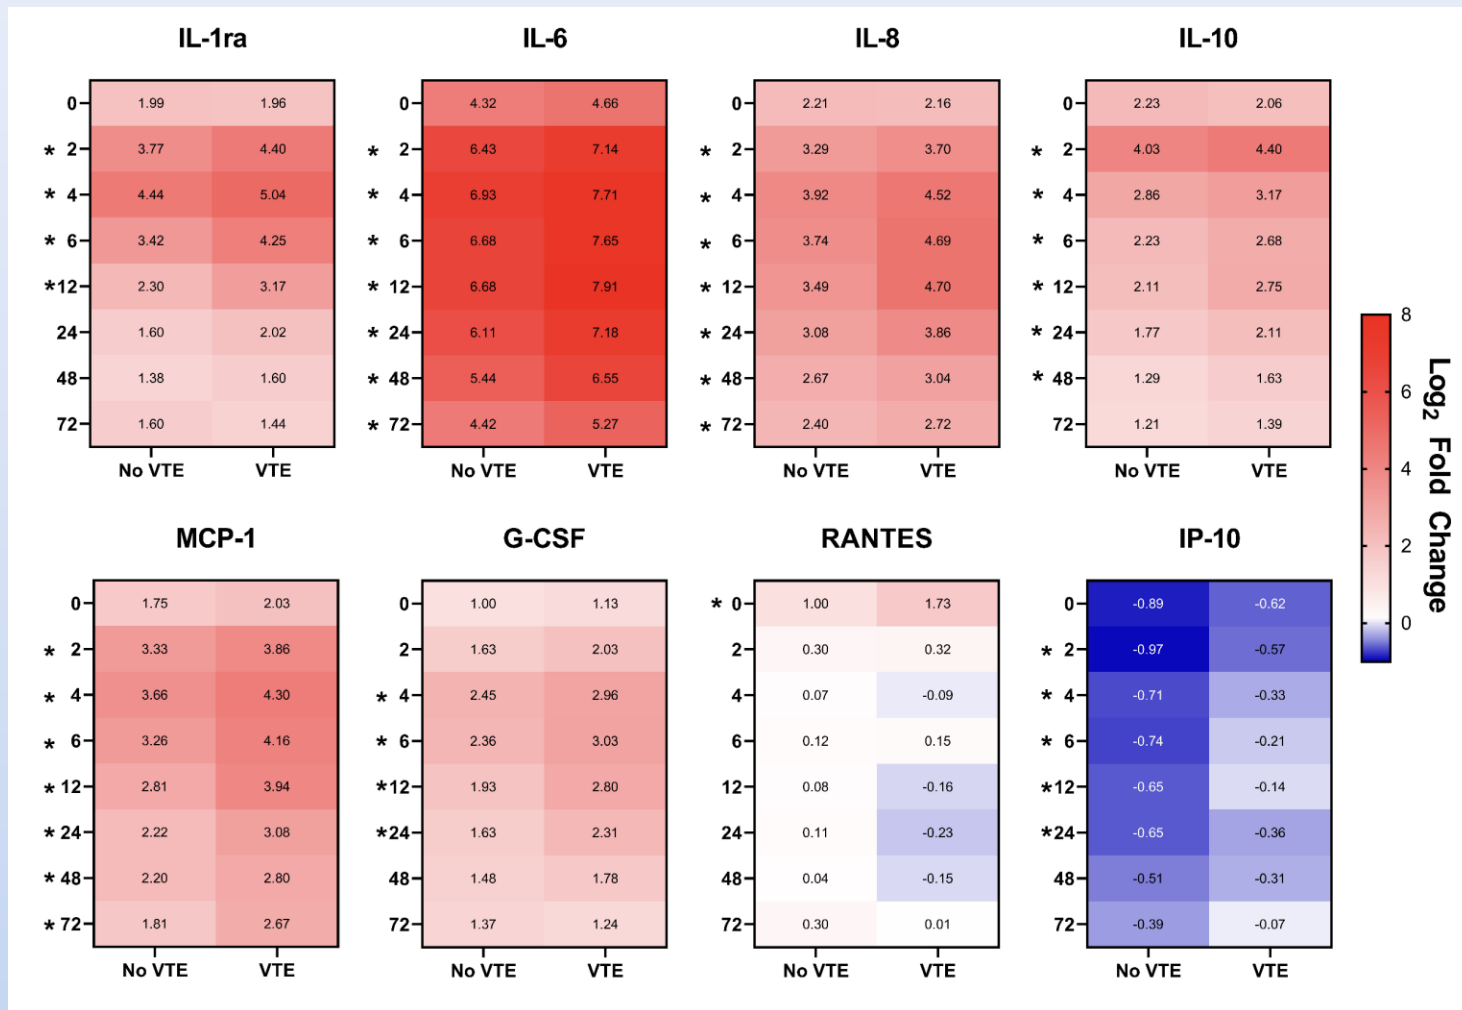 IL-1ra IL-6 IL-8 IL-10
0 1.99 1.96 0 4.32 4.66 0 2.21 2.16 0 2.23 2.06
* 2 3.77 4.40 * 2 6.43 7.14 * 2 3.29 3.70 * 2 4.03 4.40
* 4 4.44 5.04 * 4 6.93 7.71 * 4 3.92 4.52 * 4 2.86 3.17
* 6 3.42 4.25 * 6 6.68 7.65 * 6 3.74 4.69 * 6 2.23 2.68
*12 2.30 3.17 * 12 6.68 7.91 * 12 3.49 4.70 * 12 2.11 2.75
24 1.60 2.02 * 24 6.11 7.18 * 24 3.08 3.86 * 24 1.77 2.11
48 1.38 1.60 * 48 5.44 6.55 * 48 2.67 3.04 * 48 1.29 1.63
72 1.60 1.44 * 72 4.42 5.27 * 72 2.40 2.72 72 1.21 1.39
No VTE VTE No VTE VTE No VTE VTE No VTE VTE
MCP-1 G-CSF RANTES IP-10
0 1.75 2.03 0 1.00 1.13 * 0 1.00 1.73 0 -0.89 -0.62
* 2 3.33 3.86 2 1.63 2.03 2 0.30 0.32 * 2 -0.97 -0.57
* 4 3.66 4.30 * 4 2.45 2.96 4 0.07 -0.09 * 4 -0.71 -0.33
* 6 3.26 4.16 * 6 2.36 3.03 6 0.12 0.15 * 6 -0.74 -0.21
* 12 2.81 3.94 *12 1.93 2.80 12 0.08 -0.16 *12 -0.65 -0.14
* 24 2.22 3.08 *24 1.63 2.31 24 0.11 -0.23 *24 -0.65 -0.36
* 48 2.20 2.80 48 1.48 1.78 48 0.04 -0.15 48 -0.51 -0.31
* 72 1.81 2.67 72 1.37 1.24 72 0.30 0.01 72 -0.39 -0.07
No VTE VTE No VTE VTE No VTE VTE No VTE VTE
8
6
4
2
0
Log₂ Fold Change